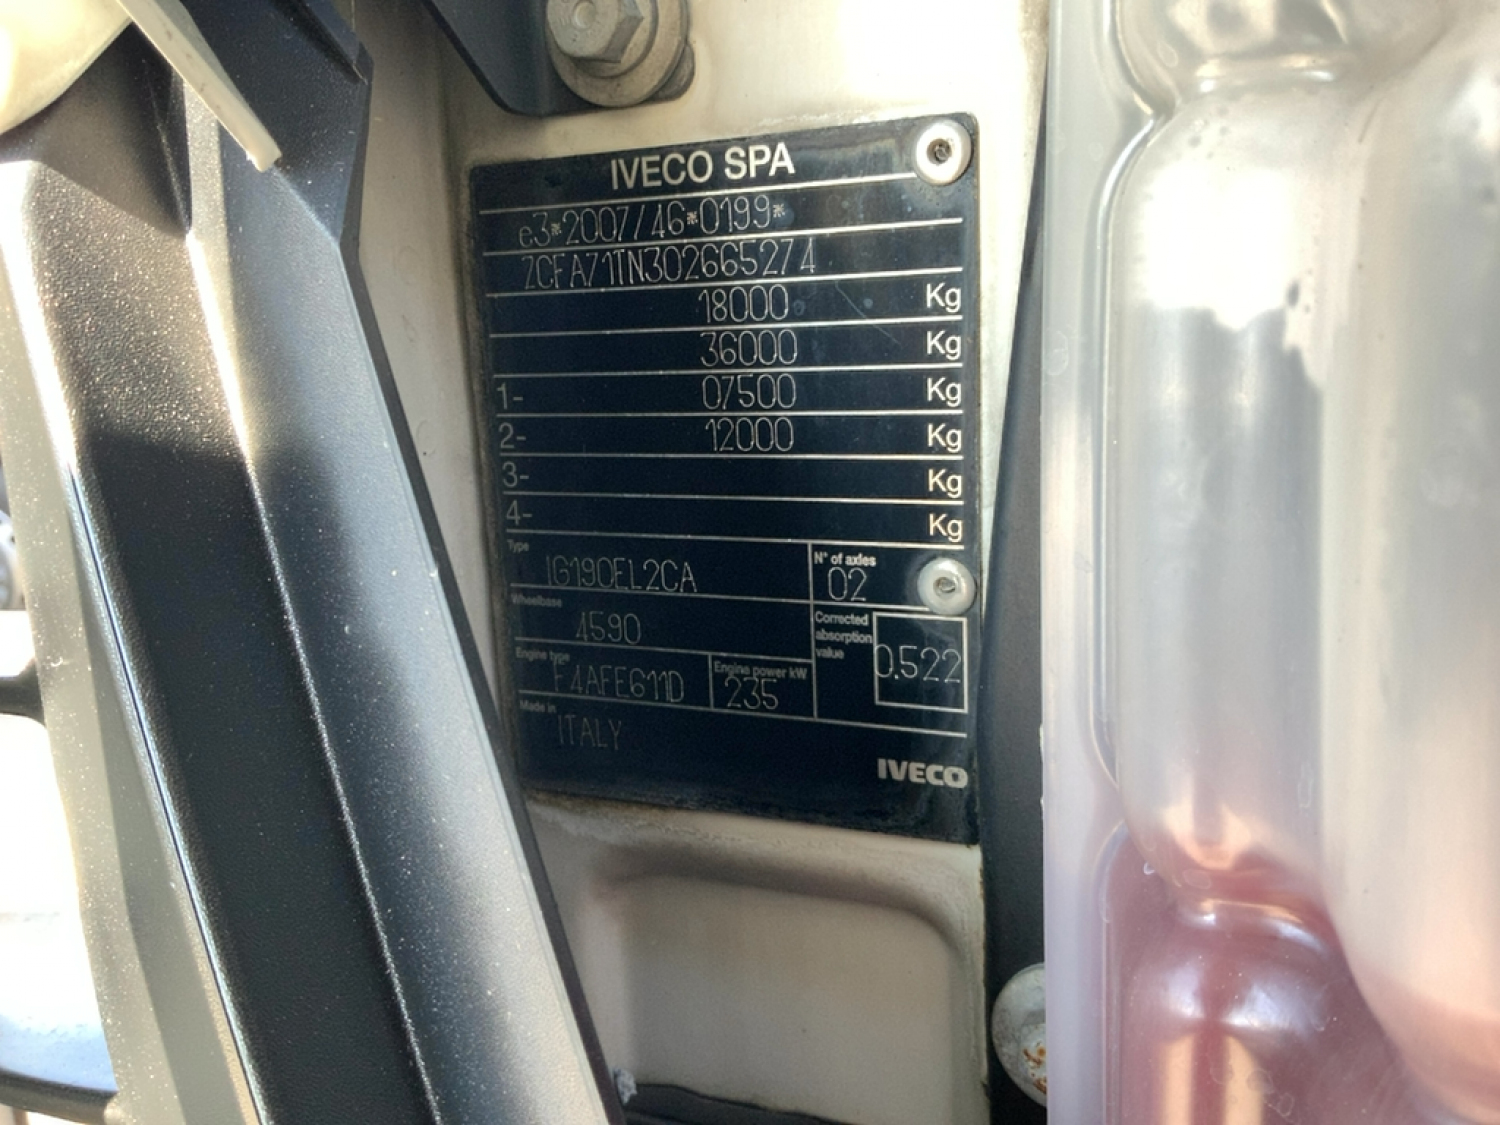 IVECO SPA
e3*2007/46*0199*
ZCFA71TN302665274
18000 Kg
36000 Kg
1- 07500 Kg
2- 12000 Kg
3- Kg
4- Kg
Type IG190EL2CA N° of axles 02
Wheelbase 4590 Corrected absorption value 0.522
Engine type F4AFE611D Engine power kW 235
Made in ITALY
IVECO